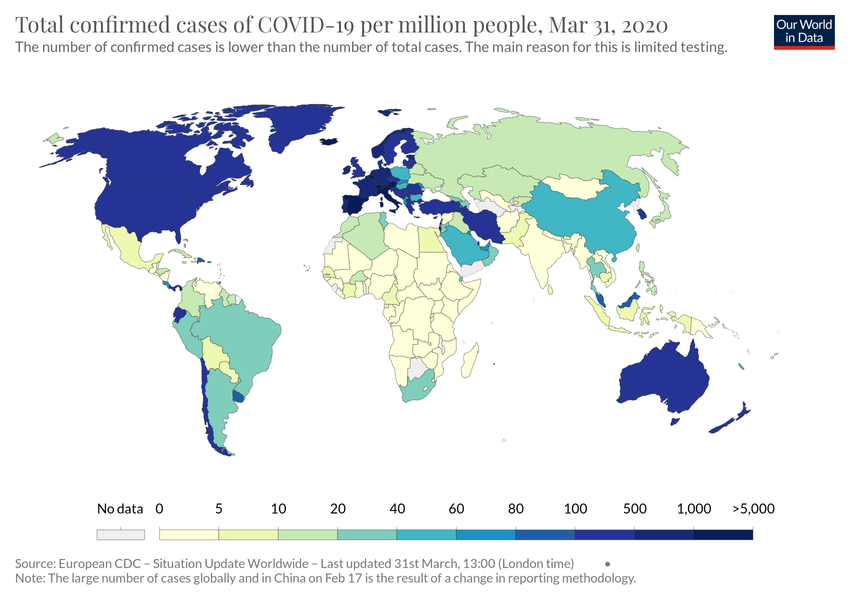 Total confirmed cases of COVID-19 per million people, Mar 31, 2020
The number of confirmed cases is lower than the number of total cases. The main reason for this is limited testing.
Our World
in Data
No data 0 5 10 20 40 60 80 100 500 1,000 >5,000
Source: European CDC – Situation Update Worldwide – Last updated 31st March, 13:00 (London time)
Note: The large number of cases globally and in China on Feb 17 is the result of a change in reporting methodology.